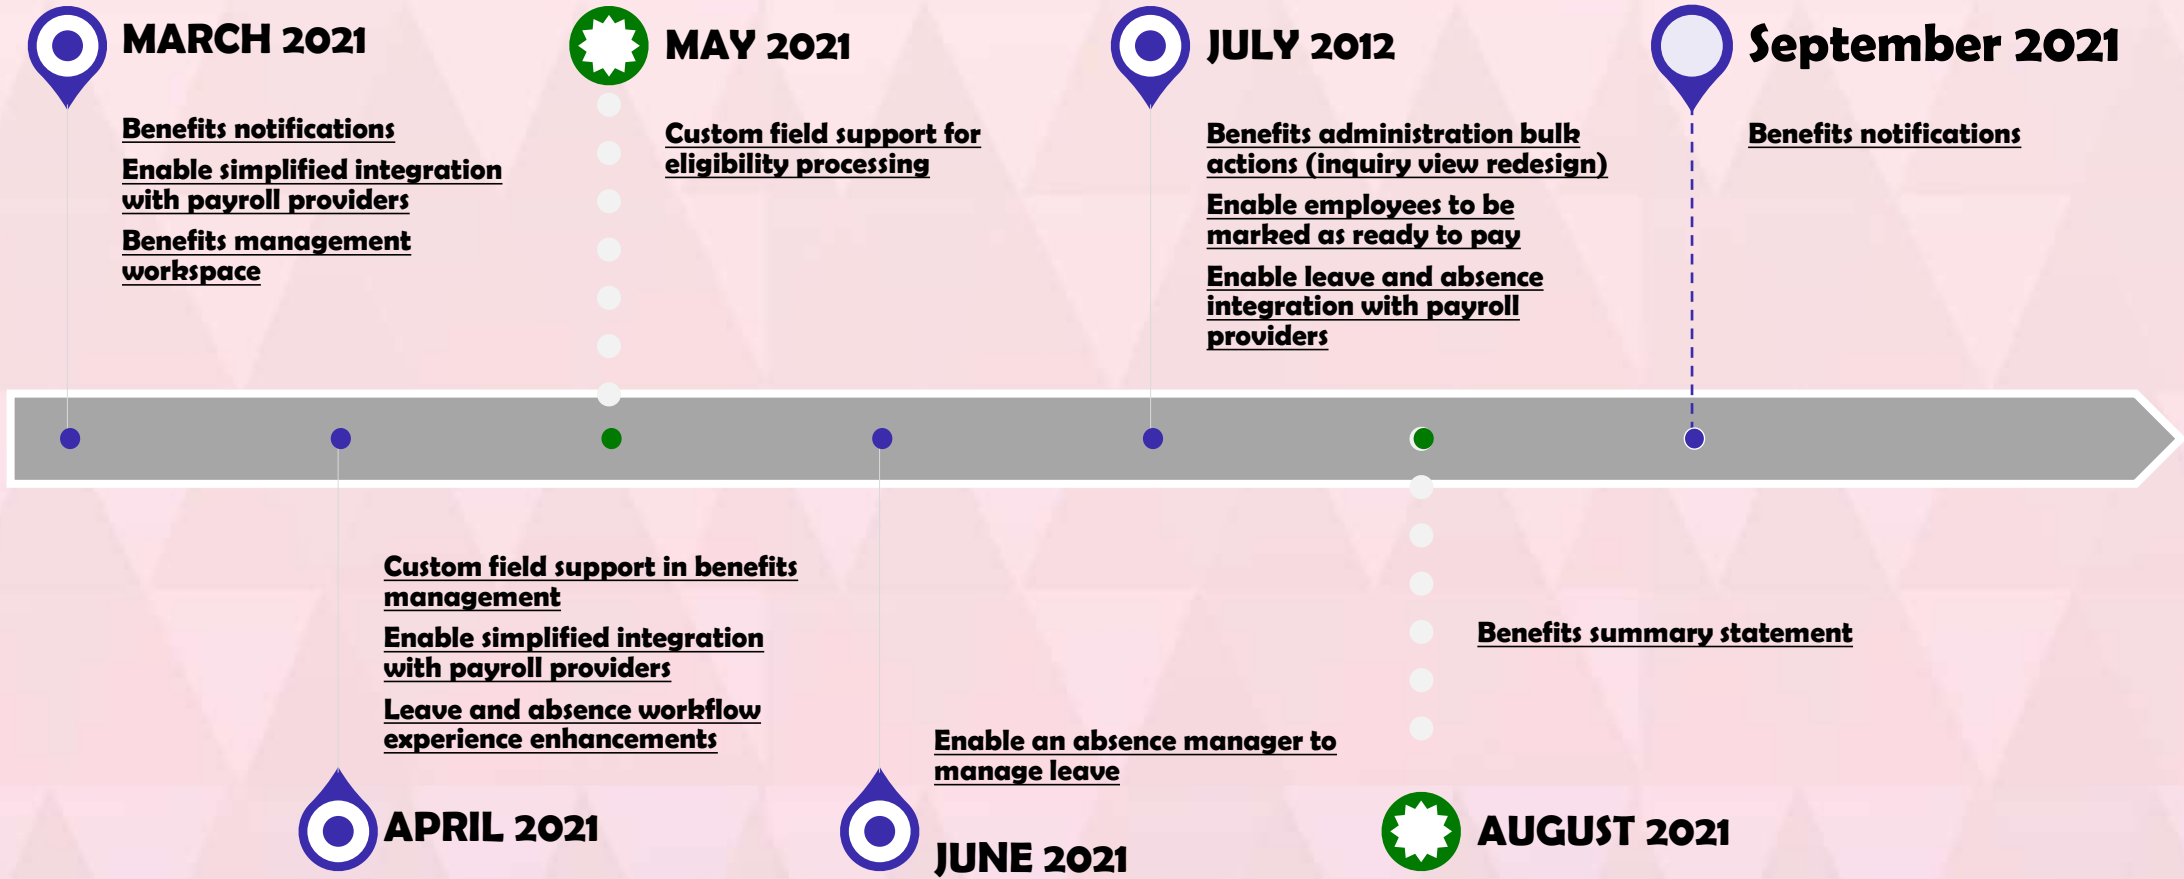 MARCH 2021
Benefits notifications
Enable simplified integration
with payroll providers
Benefits management
workspace
MAY 2021
Custom field support for
eligibility processing
JULY 2012
Benefits administration bulk
actions (inquiry view redesign)
Enable employees to be
marked as ready to pay
Enable leave and absence
integration with payroll
providers
September 2021
Benefits notifications
Custom field support in benefits
management
Enable simplified integration
with payroll providers
Leave and absence workflow
experience enhancements
APRIL 2021
Enable an absence manager to
manage leave
JUNE 2021
Benefits summary statement
AUGUST 2021